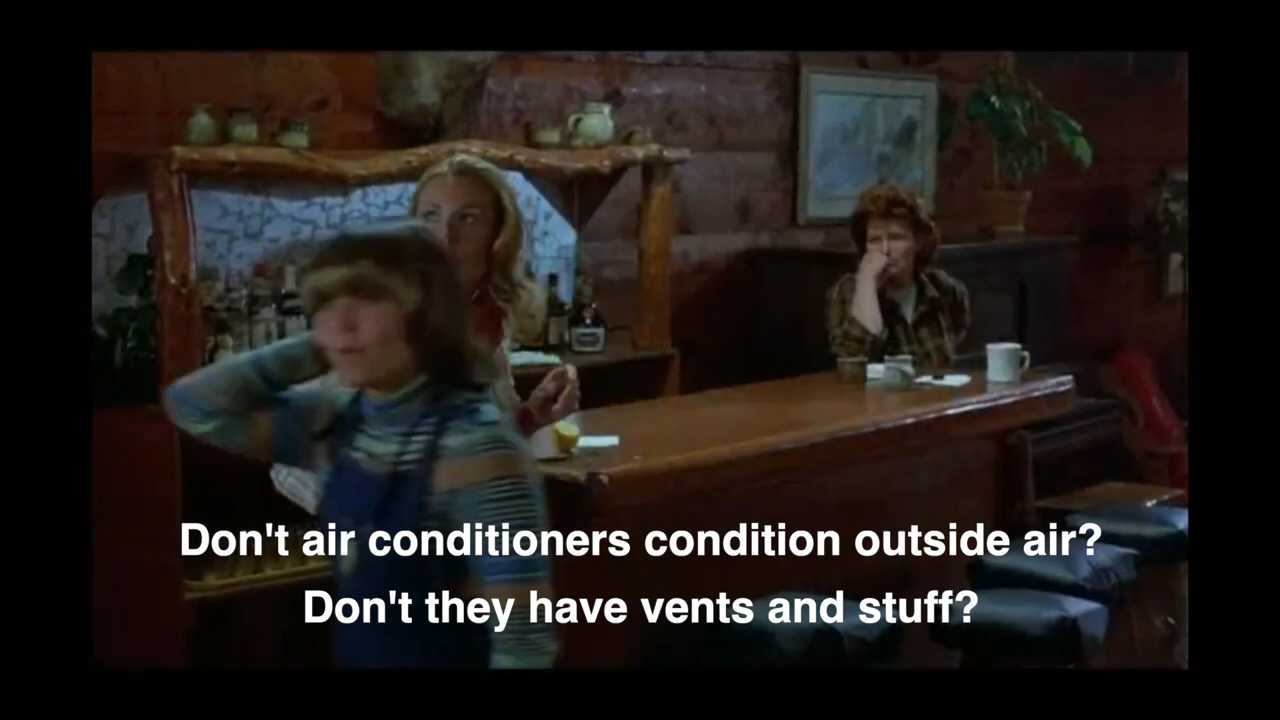 Don't air conditioners condition outside air?
Don't they have vents and stuff?